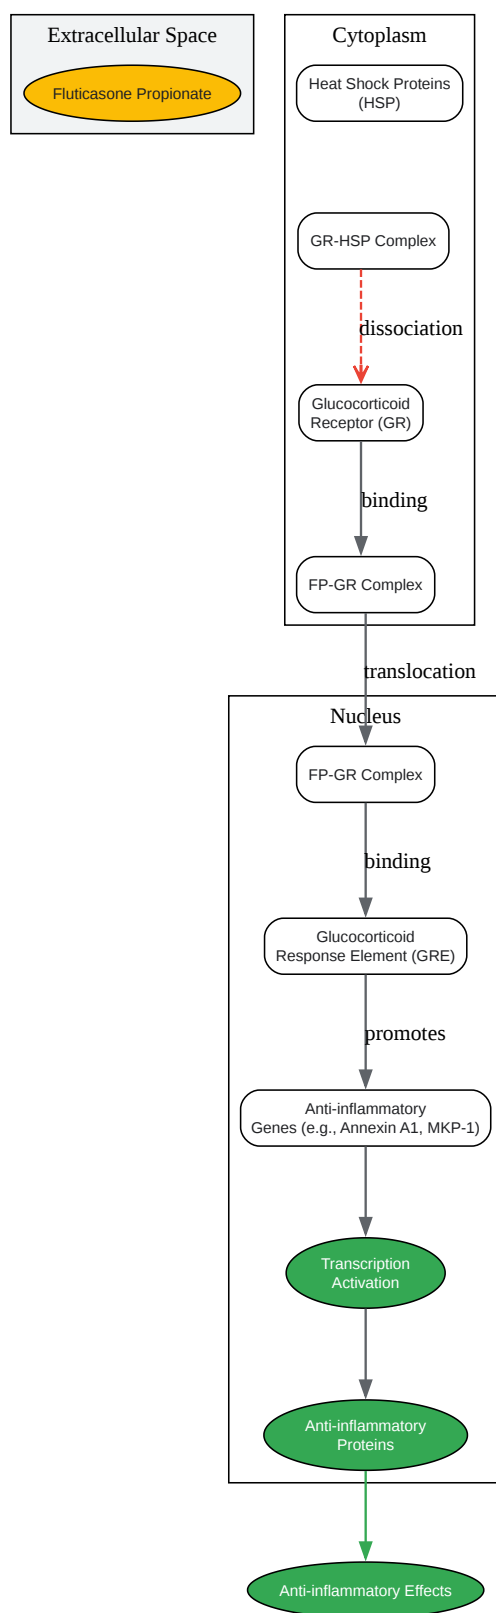 Extracellular Space
Fluticasone Propionate
Cytoplasm
Heat Shock Proteins
(HSP)
GR-HSP Complex
dissociation
Glucocorticoid
Receptor (GR)
binding
FP-GR Complex
translocation
Nucleus
FP-GR Complex
binding
Glucocorticoid
Response Element (GRE)
promotes
Anti-inflammatory
Genes (e.g., Annexin A1, MKP-1)
Transcription
Activation
Anti-inflammatory
Proteins
Anti-inflammatory Effects